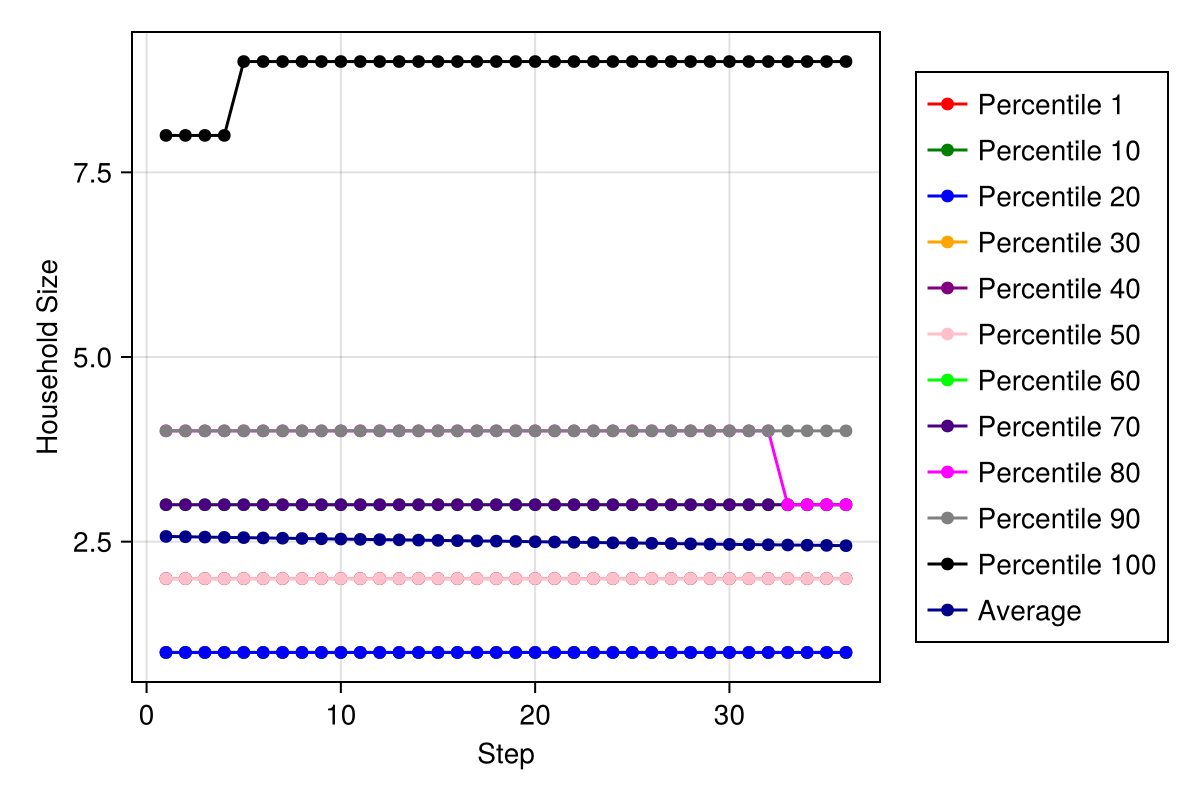 7.5
5.0
2.5
Household Size
0 10 20 30
Step
Percentile 1
Percentile 10
Percentile 20
Percentile 30
Percentile 40
Percentile 50
Percentile 60
Percentile 70
Percentile 80
Percentile 90
Percentile 100
Average